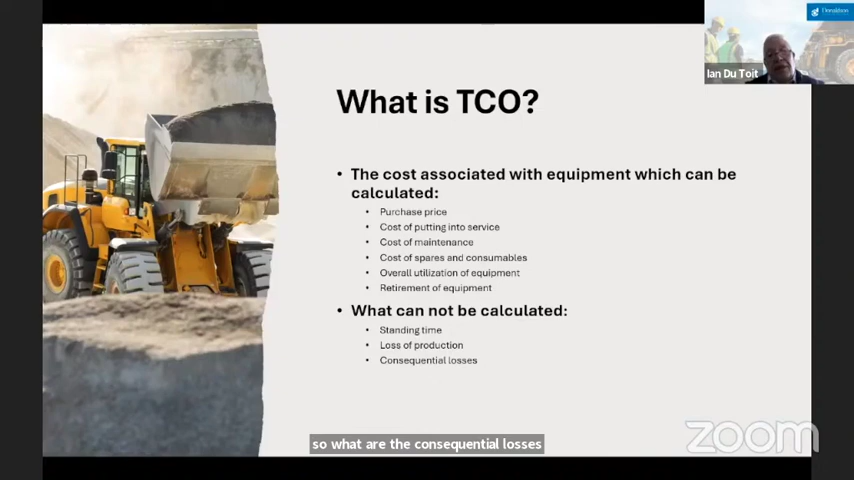 Donaldson
Ian Du Toit
What is TCO?
• The cost associated with equipment which can be
calculated:
• Purchase price
• Cost of putting into service
• Cost of maintenance
• Cost of spares and consumables
• Overall utilization of equipment
• Retirement of equipment
• What can not be calculated:
• Standing time
• Loss of production
• Consequential losses
so what are the consequential losses
zoom